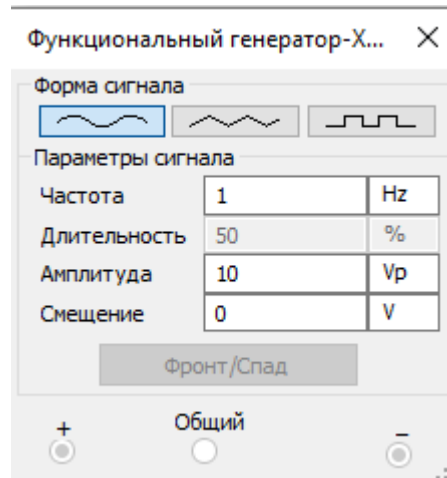 Функциональный генератор-X...
Форма сигнала
Параметры сигнала
Частота 1 Hz
Длительность 50 %
Амплитуда 10 Vp
Смещение 0 V
Фронт/Спад
+ Общий –